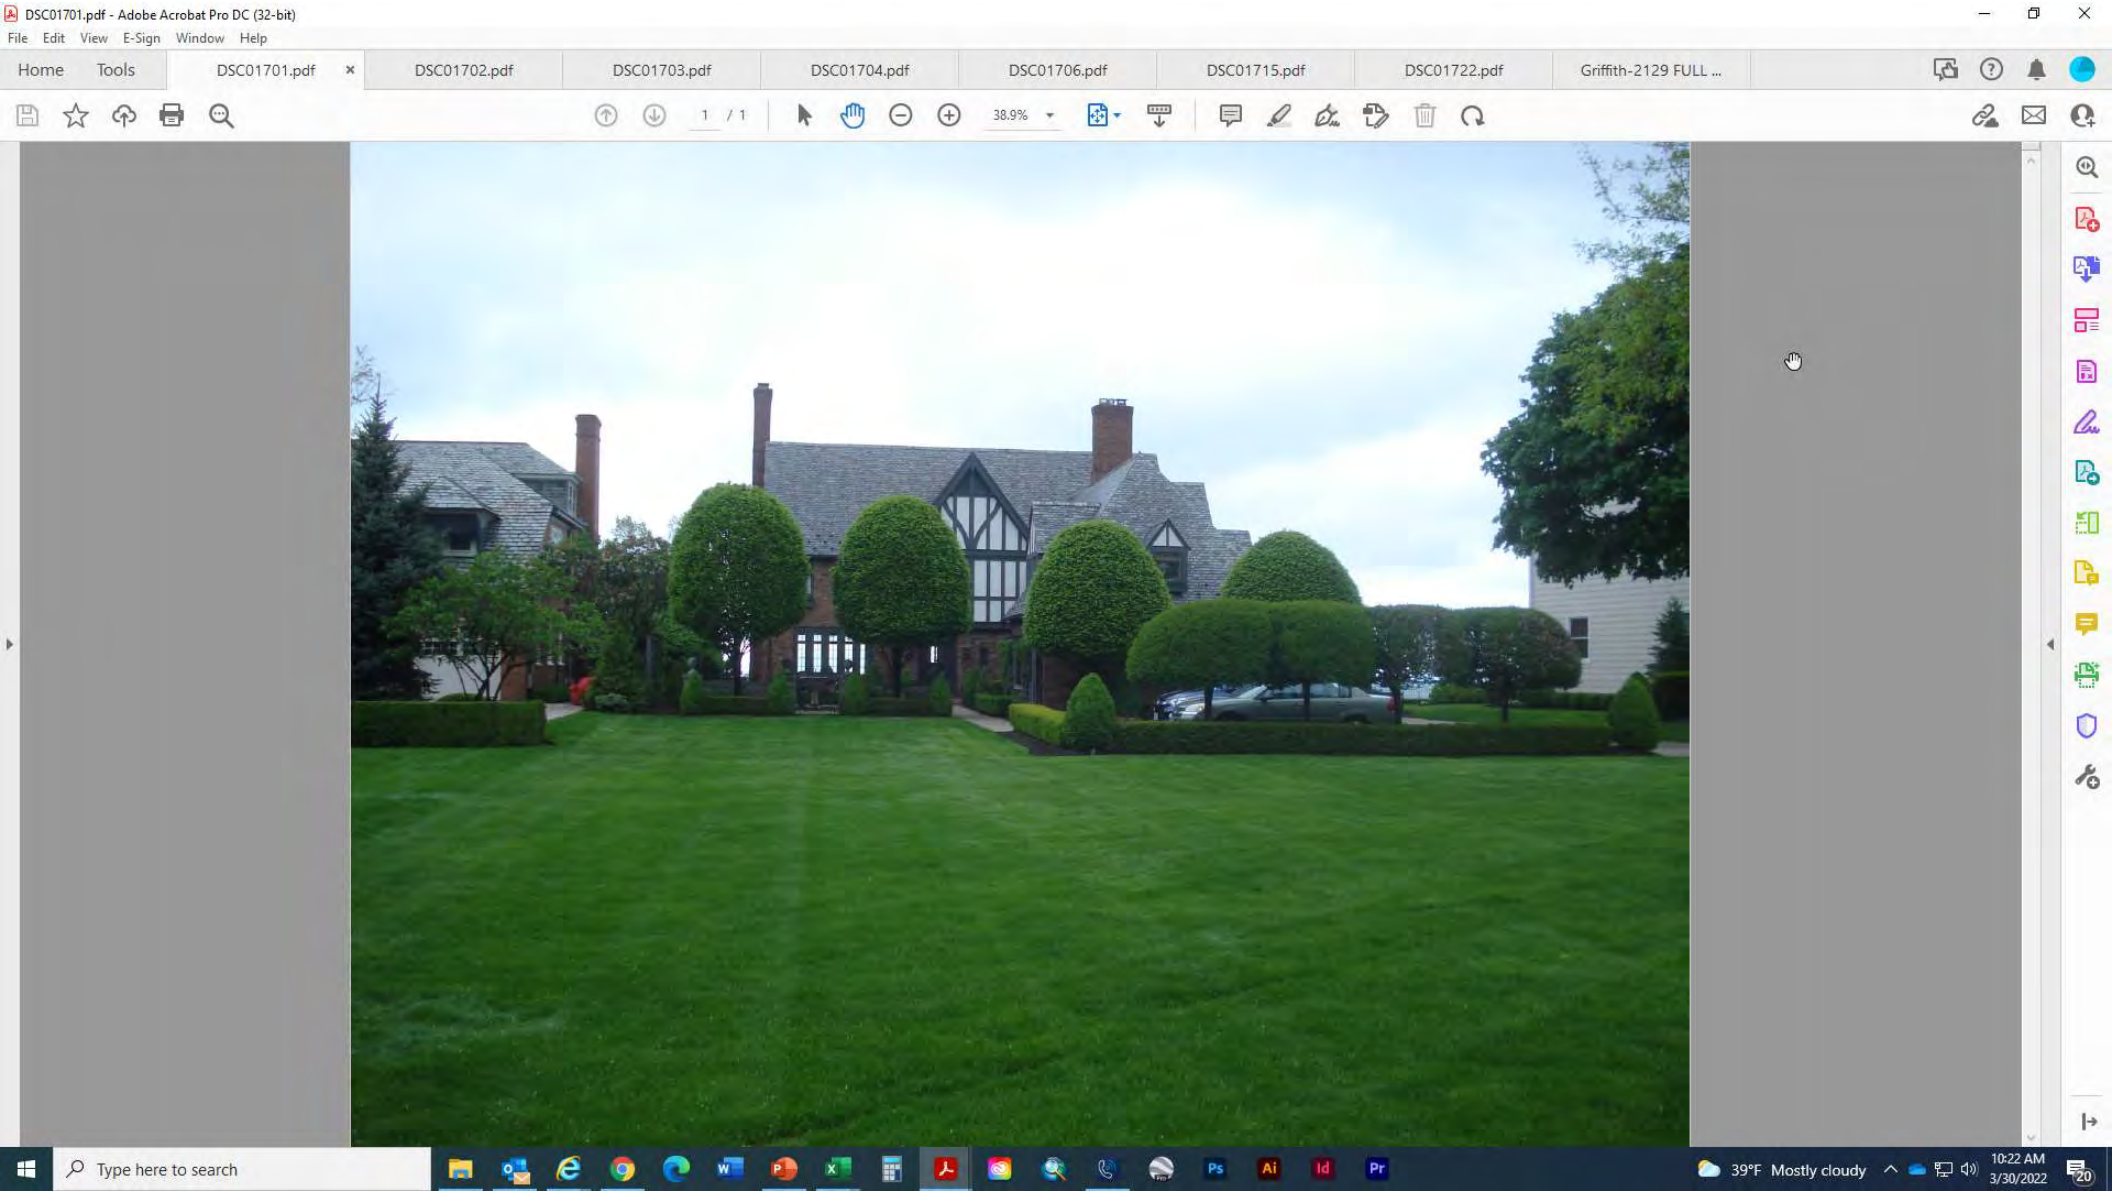 DSC01701.pdf - Adobe Acrobat Pro DC (32-bit)
File Edit View E-Sign Window Help
Home Tools DSC01701.pdf × DSC01702.pdf DSC01703.pdf DSC01704.pdf DSC01706.pdf DSC01715.pdf DSC01722.pdf Griffith-2129 FULL ...
1 / 1 38.9%
Type here to search
W P X Ps Ai Id Pr
39°F Mostly cloudy
10:22 AM
3/30/2022
20